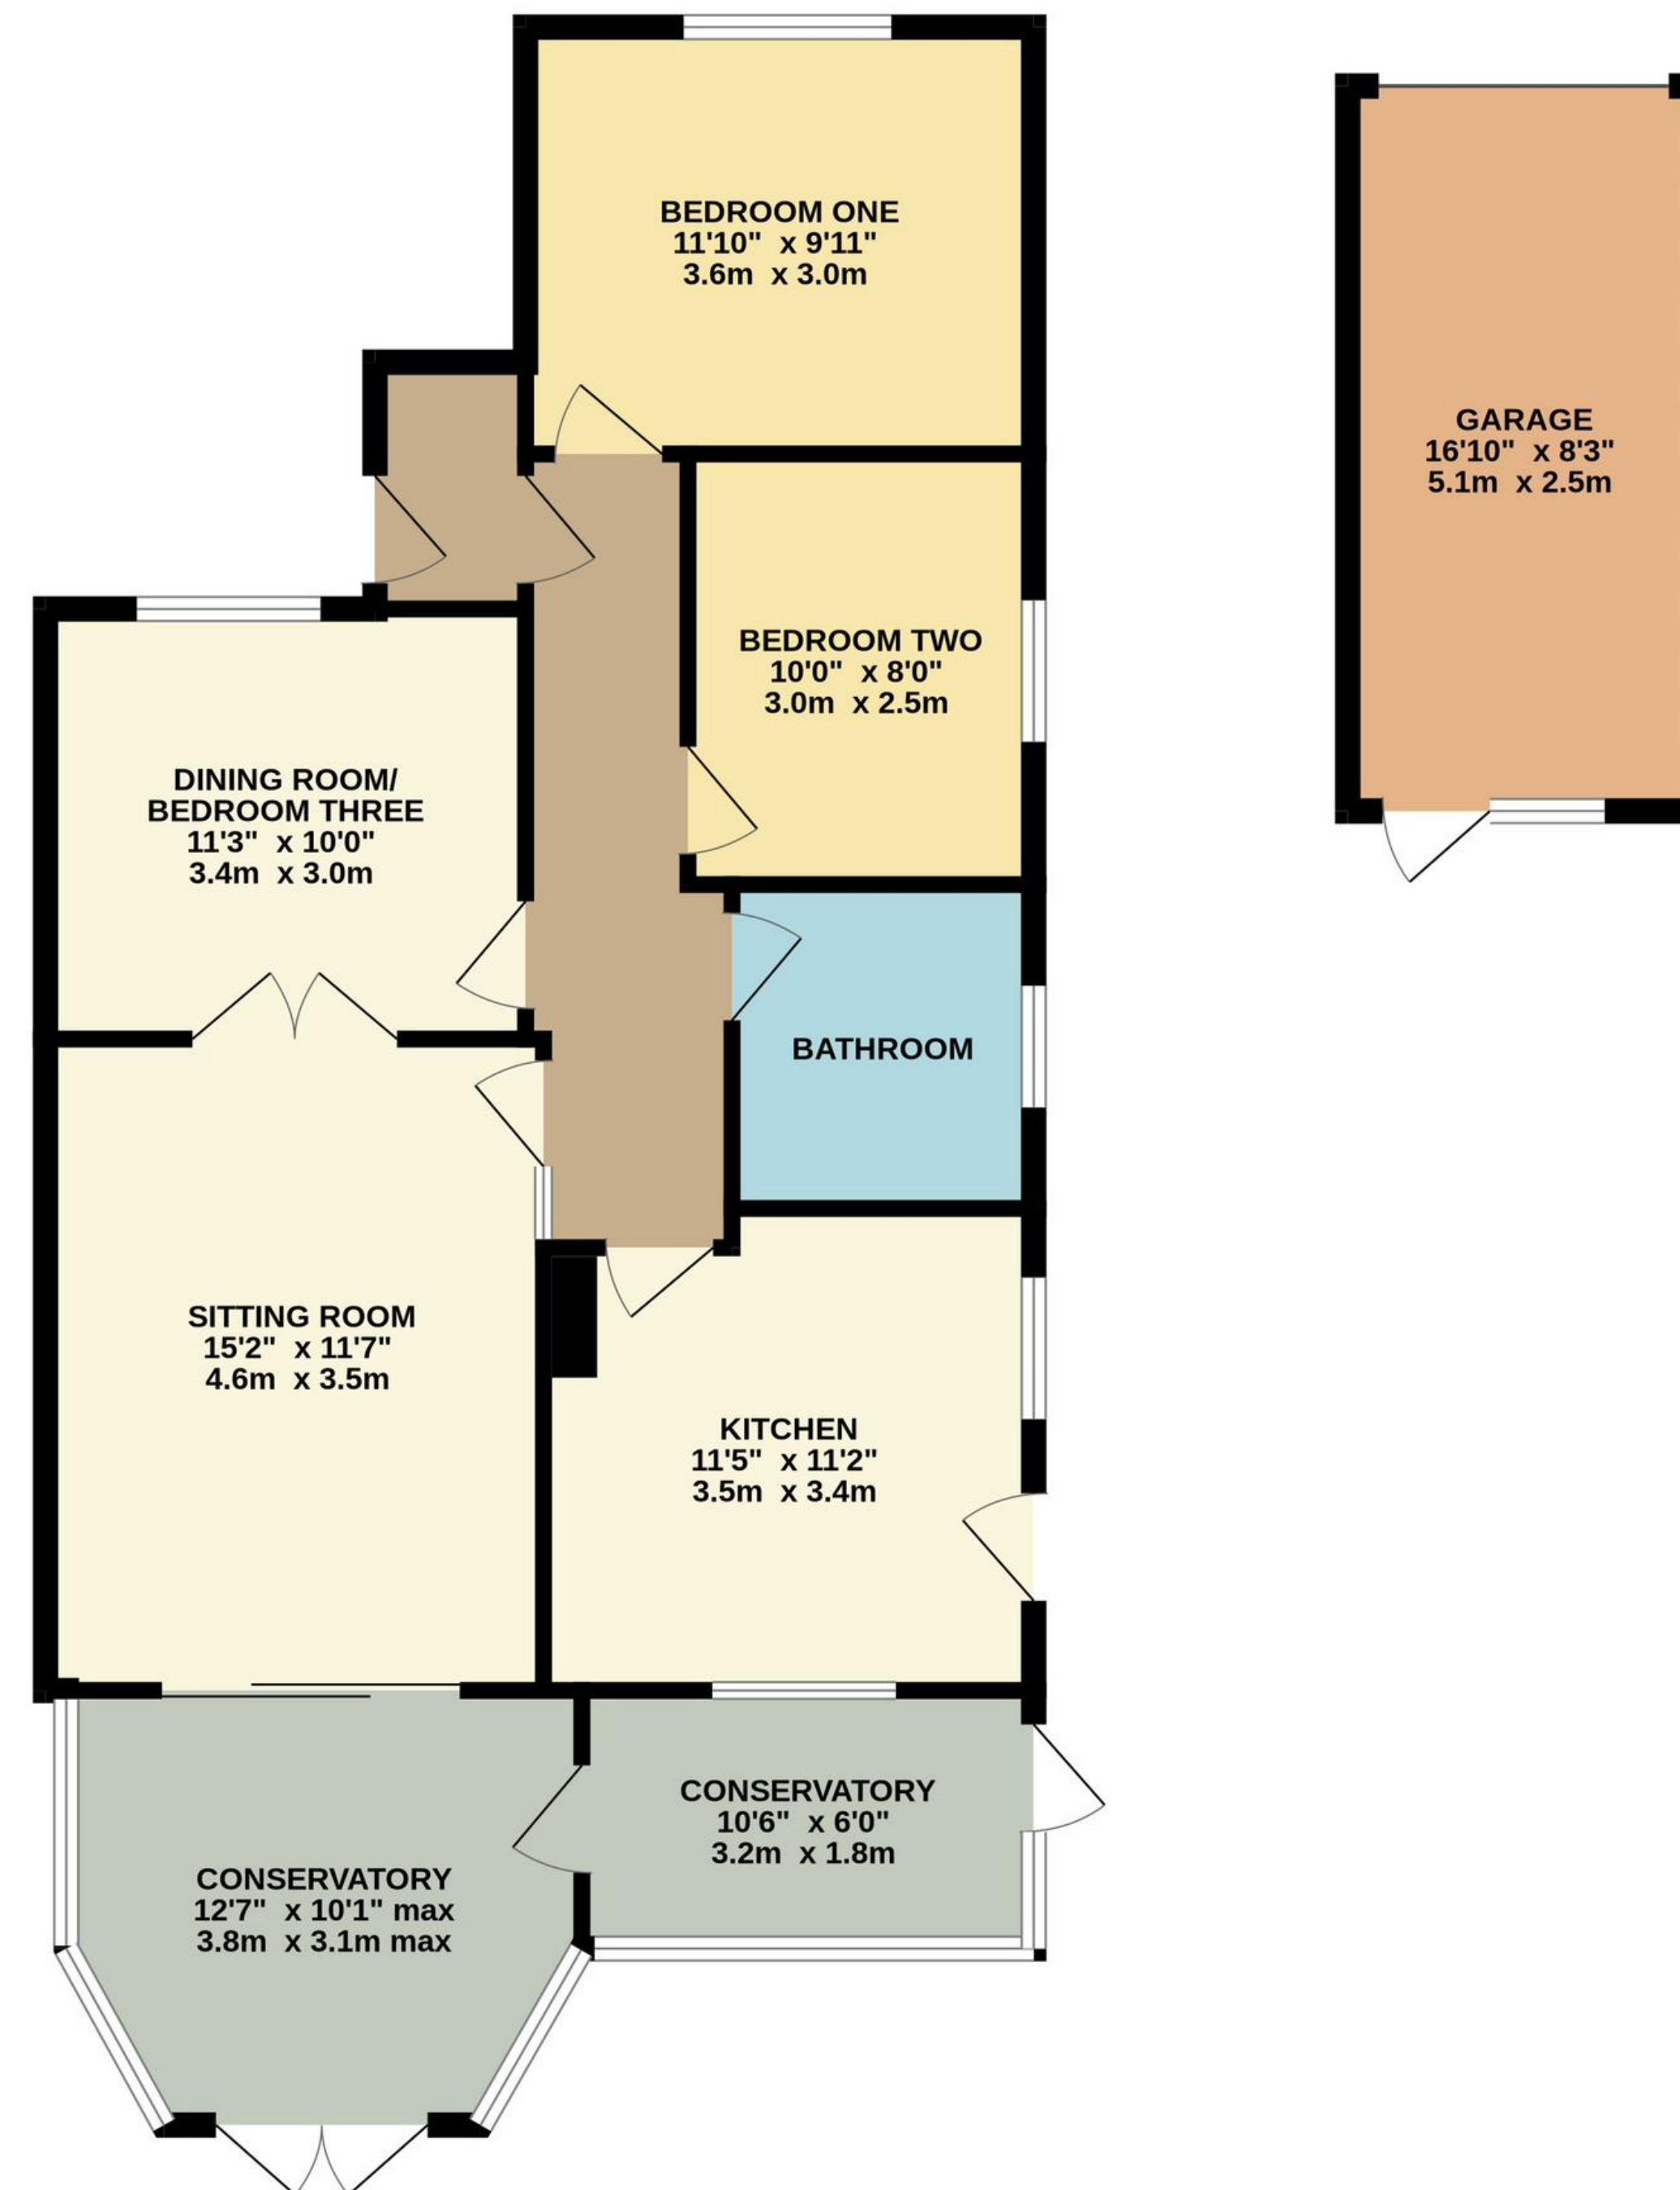 BEDROOM ONE
11'10" x 9'11"
3.6m x 3.0m
GARAGE
16'10" x 8'3"
5.1m x 2.5m
BEDROOM TWO
10'0" x 8'0"
3.0m x 2.5m
DINING ROOM/
BEDROOM THREE
11'3" x 10'0"
3.4m x 3.0m
BATHROOM
SITTING ROOM
15'2" x 11'7"
4.6m x 3.5m
KITCHEN
11'5" x 11'2"
3.5m x 3.4m
CONSERVATORY
10'6" x 6'0"
3.2m x 1.8m
CONSERVATORY
12'7" x 10'1" max
3.8m x 3.1m max